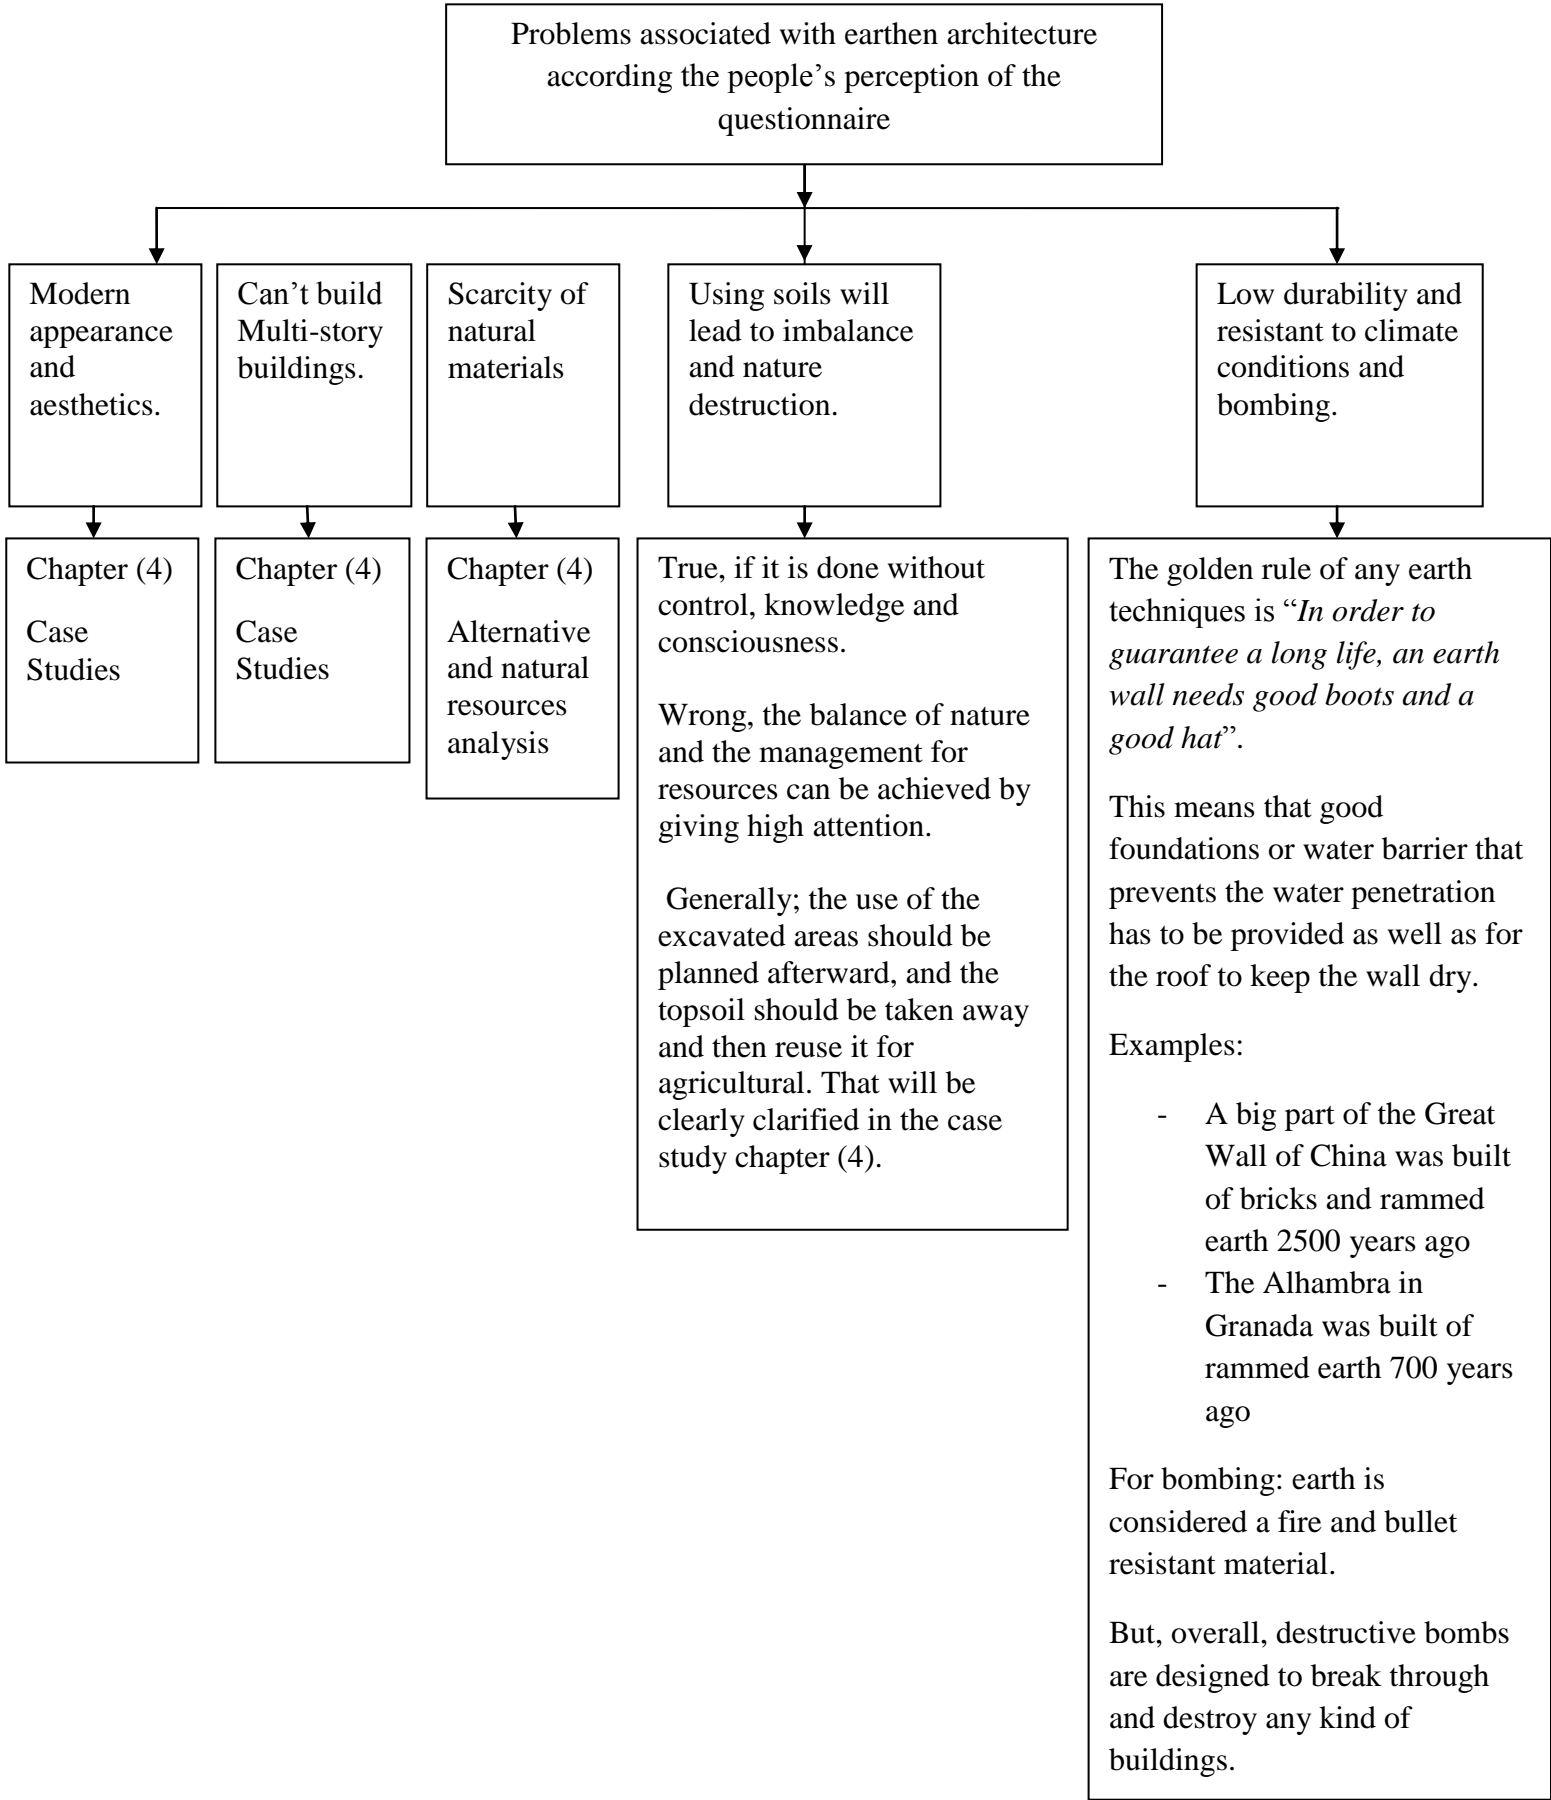 Problems associated with earthen architecture
according the people’s perception of the
questionnaire
Modern
appearance
and
aesthetics.
Can’t build
Multi-story
buildings.
Scarcity of
natural
materials
Using soils will
lead to imbalance
and nature
destruction.
Low durability and
resistant to climate
conditions and
bombing.
Chapter (4)
Case
Studies
Chapter (4)
Case
Studies
Chapter (4)
Alternative
and natural
resources
analysis
True, if it is done without
control, knowledge and
consciousness.
Wrong, the balance of nature
and the management for
resources can be achieved by
giving high attention.
Generally; the use of the
excavated areas should be
planned afterward, and the
topsoil should be taken away
and then reuse it for
agricultural. That will be
clearly clarified in the case
study chapter (4).
The golden rule of any earth
techniques is “In order to
guarantee a long life, an earth
wall needs good boots and a
good hat”.
This means that good
foundations or water barrier that
prevents the water penetration
has to be provided as well as for
the roof to keep the wall dry.
Examples:
- A big part of the Great
Wall of China was built
of bricks and rammed
earth 2500 years ago
- The Alhambra in
Granada was built of
rammed earth 700 years
ago
For bombing: earth is
considered a fire and bullet
resistant material.
But, overall, destructive bombs
are designed to break through
and destroy any kind of
buildings.